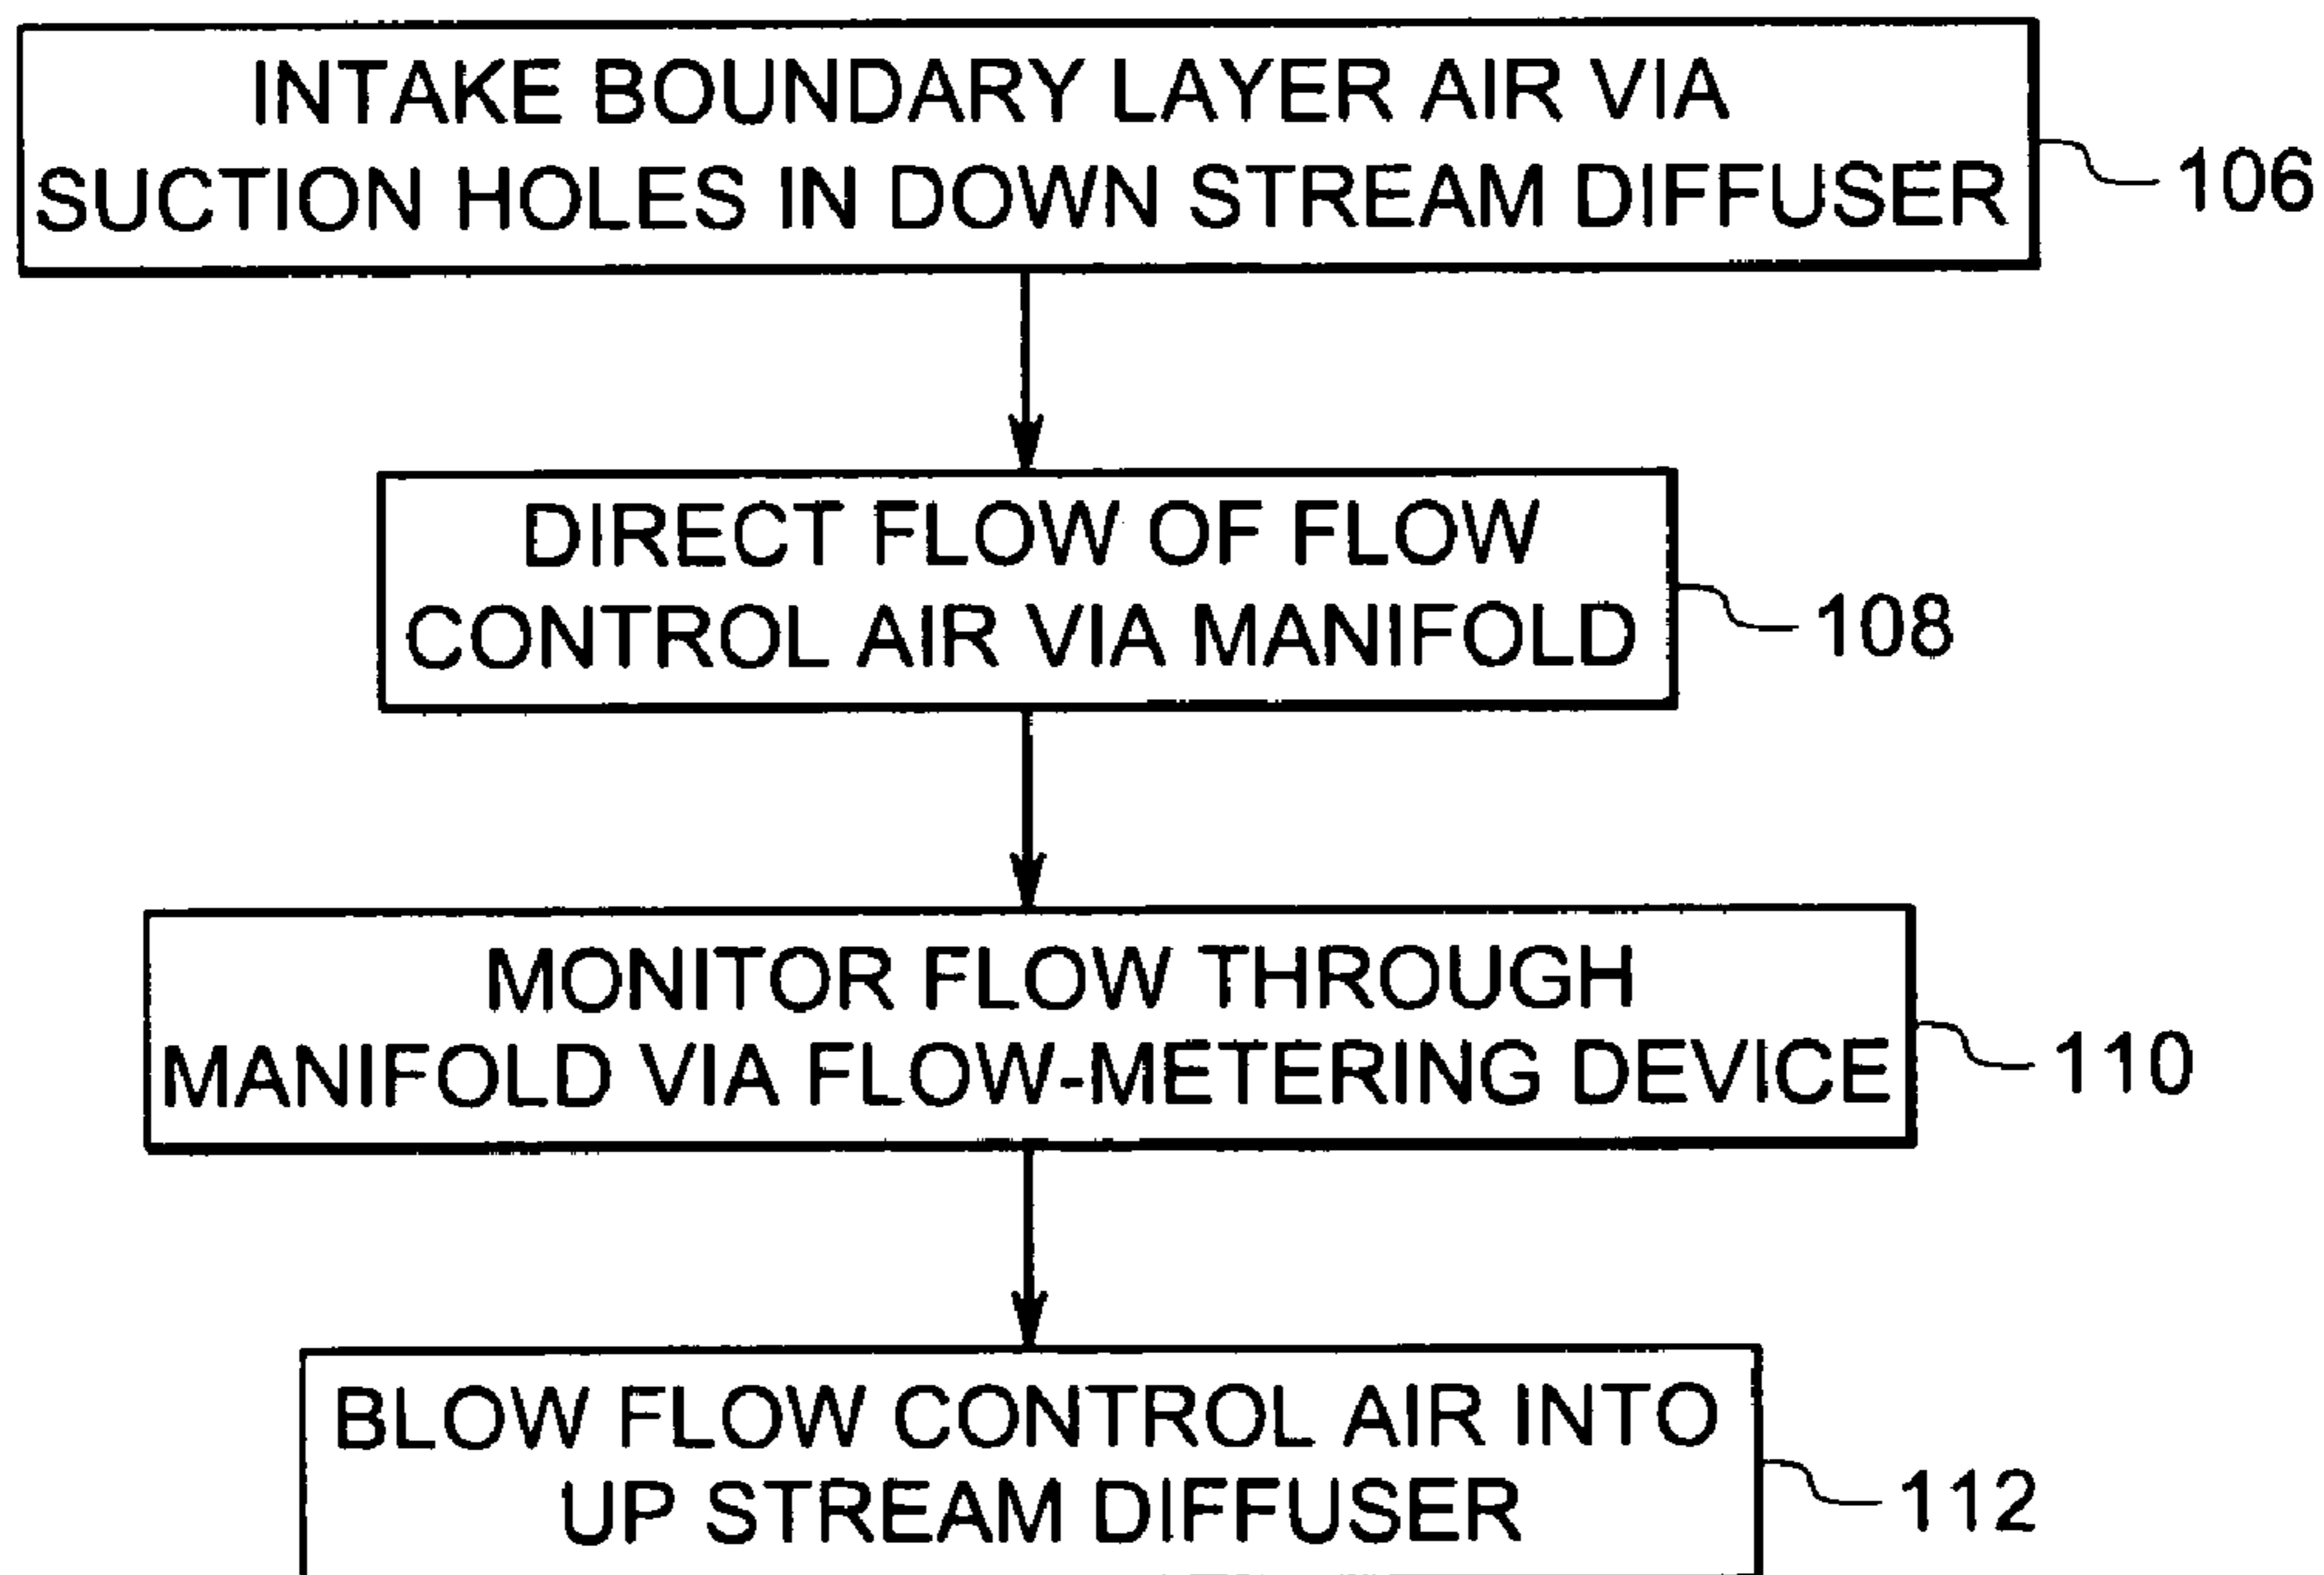 INTAKE BOUNDARY LAYER AIR VIA
SUCTION HOLES IN DOWN STREAM DIFFUSER
106
DIRECT FLOW OF FLOW
CONTROL AIR VIA MANIFOLD
108
MONITOR FLOW THROUGH
MANIFOLD VIA FLOW-METERING DEVICE
110
BLOW FLOW CONTROL AIR INTO
UP STREAM DIFFUSER
112